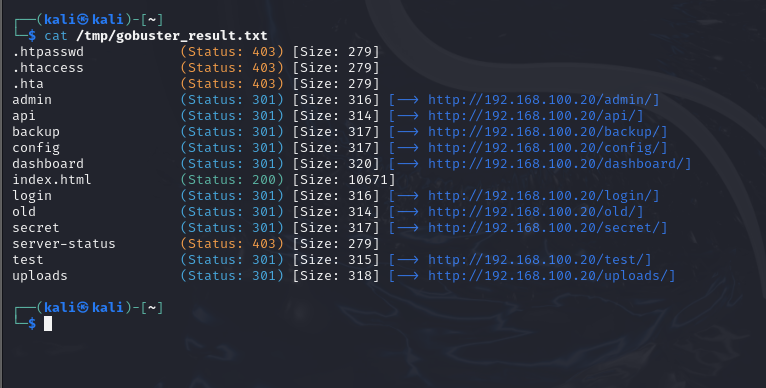 ┌──(kali㉿kali)-[~]
└─$ cat /tmp/gobuster_result.txt
.htpasswd            (Status: 403) [Size: 279]
.htaccess            (Status: 403) [Size: 279]
.hta                 (Status: 403) [Size: 279]
admin                (Status: 301) [Size: 316] [--> http://192.168.100.20/admin/]
api                  (Status: 301) [Size: 314] [--> http://192.168.100.20/api/]
backup               (Status: 301) [Size: 317] [--> http://192.168.100.20/backup/]
config               (Status: 301) [Size: 317] [--> http://192.168.100.20/config/]
dashboard            (Status: 301) [Size: 320] [--> http://192.168.100.20/dashboard/]
index.html           (Status: 200) [Size: 10671]
login                (Status: 301) [Size: 316] [--> http://192.168.100.20/login/]
old                  (Status: 301) [Size: 314] [--> http://192.168.100.20/old/]
secret               (Status: 301) [Size: 317] [--> http://192.168.100.20/secret/]
server-status        (Status: 403) [Size: 279]
test                 (Status: 301) [Size: 315] [--> http://192.168.100.20/test/]
uploads              (Status: 301) [Size: 318] [--> http://192.168.100.20/uploads/]
┌──(kali㉿kali)-[~]
└─$